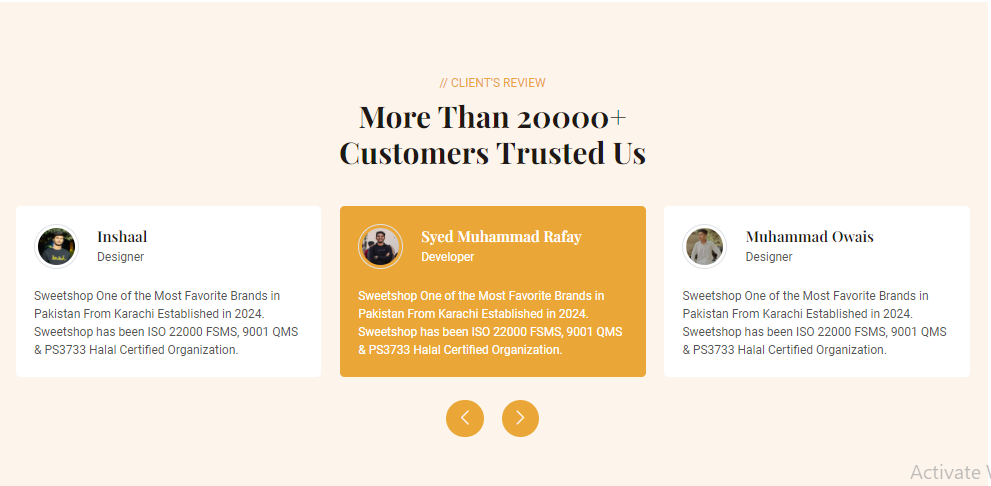 // CLIENT'S REVIEW
More Than 20000+
Customers Trusted Us
Inshaal
Designer
Sweetshop One of the Most Favorite Brands in
Pakistan From Karachi Established in 2024.
Sweetshop has been ISO 22000 FSMS, 9001 QMS
& PS3733 Halal Certified Organization.
Syed Muhammad Rafay
Developer
Sweetshop One of the Most Favorite Brands in
Pakistan From Karachi Established in 2024.
Sweetshop has been ISO 22000 FSMS, 9001 QMS
& PS3733 Halal Certified Organization.
Muhammad Owais
Designer
Sweetshop One of the Most Favorite Brands in
Pakistan From Karachi Established in 2024.
Sweetshop has been ISO 22000 FSMS, 9001 QMS
& PS3733 Halal Certified Organization.
Activate